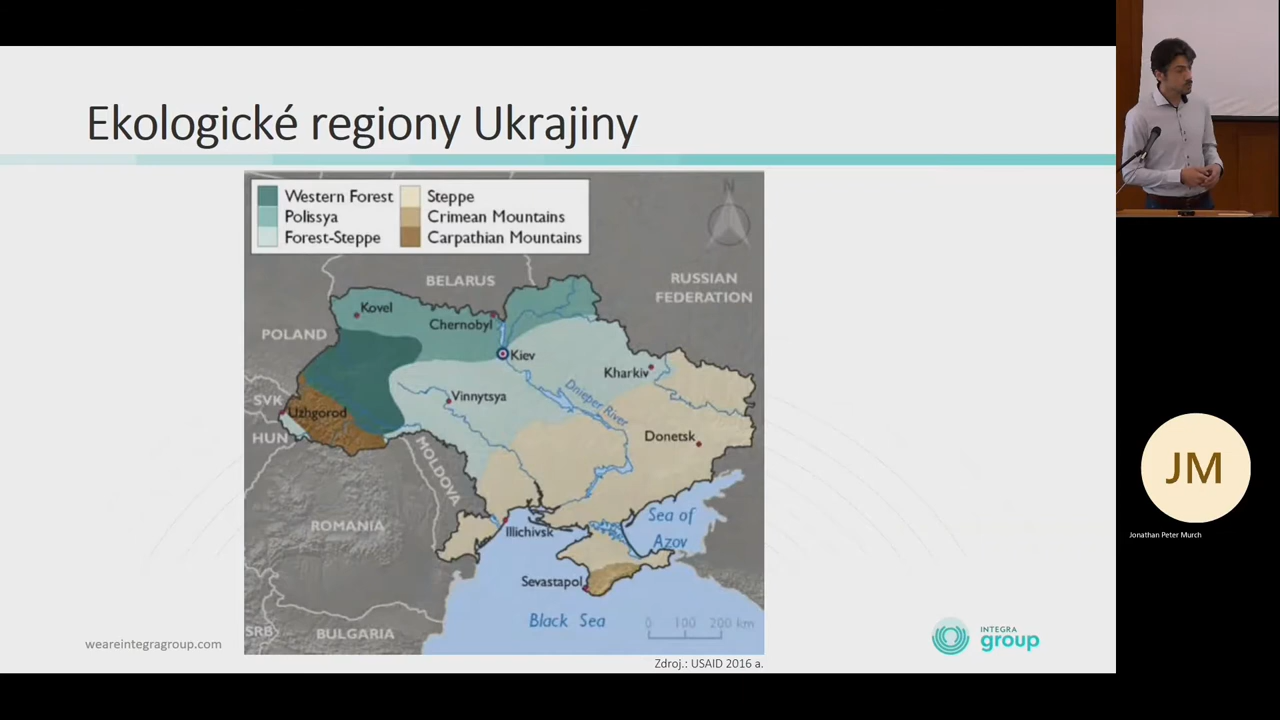 Ekologické regiony Ukrajiny
Western Forest
Polissya
Forest-Steppe
Steppe
Crimean Mountains
Carpathian Mountains
N
BELARUS
RUSSIAN
FEDERATION
Kovel
Chernobyl
POLAND
Kiev
Kharkiv
Dnieper River
SVK
Vinnytsya
Uzhgorod
HUN
Donetsk
MOLDOVA
ROMANIA
Illichivsk
Sea of
Azov
Sevastapol
Black Sea
0 100 200 km
SRB
BULGARIA
weareintegragroup.com
INTEGRA
group
Zdroj.: USAID 2016 a.
JM
Jonathan Peter Murch